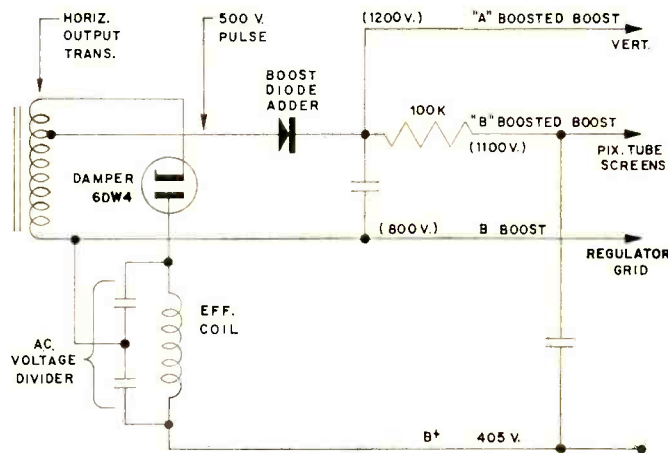 HORIZ.
OUTPUT
TRANS.
500 V.
PULSE
(1200 V.)
"A" BOOSTED BOOST
VERT.
BOOST
DIODE
ADDER
100K
"B" BOOSTED BOOST
(1100 V.)
PIX. TUBE
SCREENS
DAMPER
6DW4
(800 V.)
B BOOST
REGULATOR
GRID
EFF.
COIL
AC.
VOLTAGE
DIVIDER
B+ 405 V.